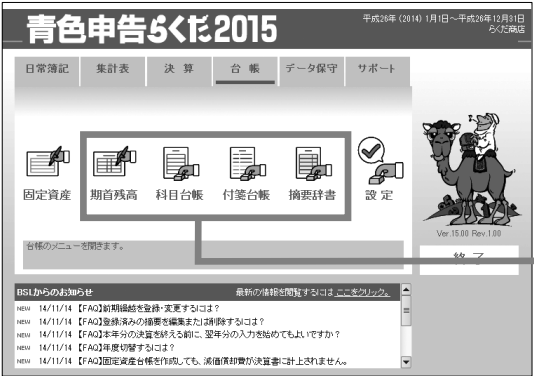 青色申告らくだ2015
平成26年 (2014) 1月1日～平成26年12月31日
らくだ商店
日常簿記 集計表 決 算 台 帳 データ保守 サポート
固定資産 期首残高 科目台帳 付箋台帳 摘要辞書 設 定
Ver.15.00 Rev.1.00
台帳のメニューを開きます。
終 了
BSLからのお知らせ 最新の情報を閲覧するにはここをクリック。
NEW 14/11/14 【FAQ】前期繰越を登録・変更するには？
NEW 14/11/14 【FAQ】登録済みの摘要を編集または削除するには？
NEW 14/11/14 【FAQ】本年分の決算を終える前に、翌年分の入力を始めてもよいですか？
NEW 14/11/14 【FAQ】年度切替するには？
NEW 14/11/14 【FAQ】固定資産台帳を作成しても、減価償却費が決算書に計上されません。